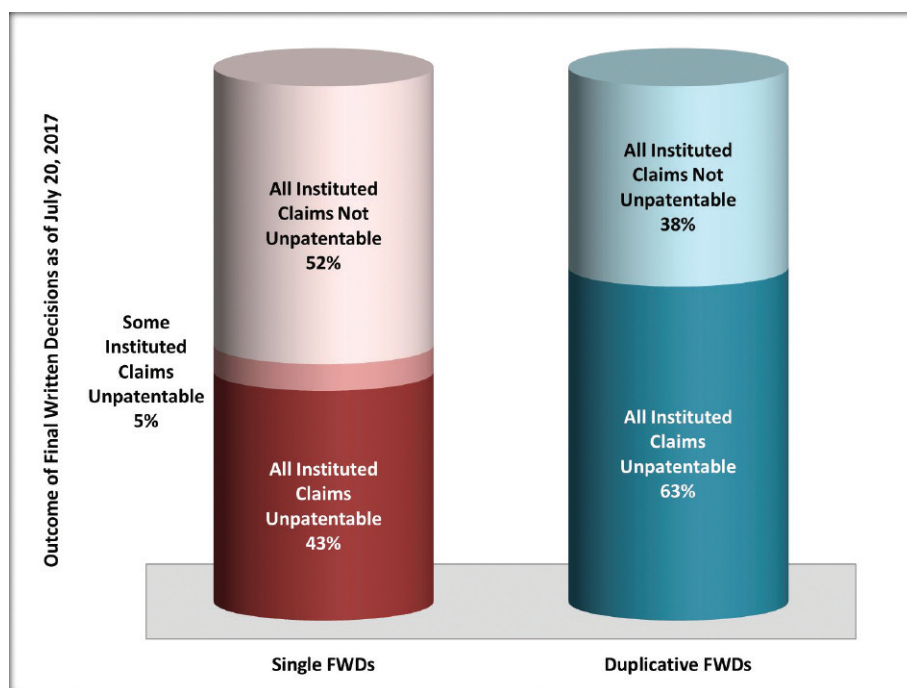 Outcome of Final Written Decisions as of July 20, 2017
All Instituted
Claims Not
Unpatentable
52%
Some
Instituted
Claims
Unpatentable
5%
All Instituted
Claims
Unpatentable
43%
All Instituted
Claims Not
Unpatentable
38%
All Instituted
Claims
Unpatentable
63%
Single FWDs
Duplicative FWDs